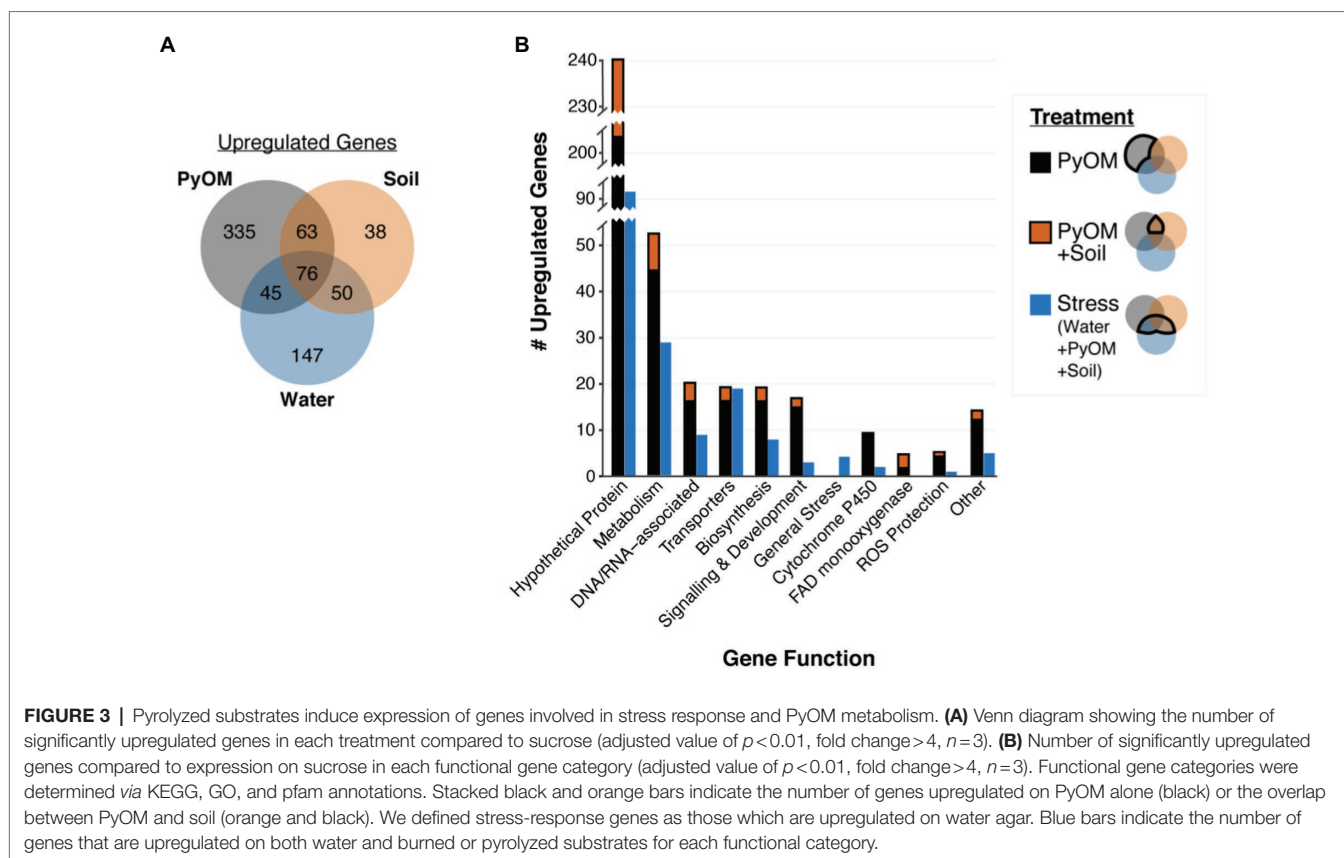 A
Upregulated Genes
PyOM
Soil
335
63
38
76
45
50
147
Water
B
# Upregulated Genes
240
230
200
90
50
40
30
20
10
0
Hypothetical Protein
Metabolism
DNA/RNA–associated
Transporters
Biosynthesis
Signalling & Development
General Stress
Cytochrome P450
FAD monooxygenase
ROS Protection
Other
Gene Function
Treatment
PyOM
PyOM
+Soil
Stress
(Water
+PyOM
+Soil)
FIGURE 3 | Pyrolyzed substrates induce expression of genes involved in stress response and PyOM metabolism. (A) Venn diagram showing the number of
significantly upregulated genes in each treatment compared to sucrose (adjusted value of p<0.01, fold change>4, n=3). (B) Number of significantly upregulated
genes compared to expression on sucrose in each functional gene category (adjusted value of p<0.01, fold change>4, n=3). Functional gene categories were
determined via KEGG, GO, and pfam annotations. Stacked black and orange bars indicate the number of genes upregulated on PyOM alone (black) or the overlap
between PyOM and soil (orange and black). We defined stress-response genes as those which are upregulated on water agar. Blue bars indicate the number of
genes that are upregulated on both water and burned or pyrolyzed substrates for each functional category.